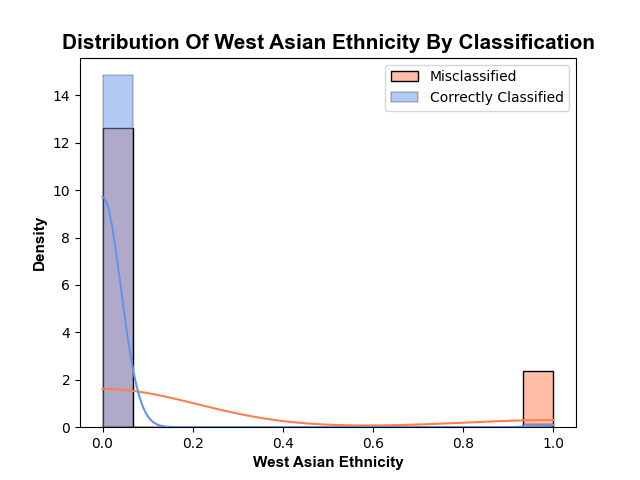 Distribution Of West Asian Ethnicity By Classification
Misclassified
Correctly Classified
14
12
10
8
6
4
2
0
Density
0.0 0.2 0.4 0.6 0.8 1.0
West Asian Ethnicity